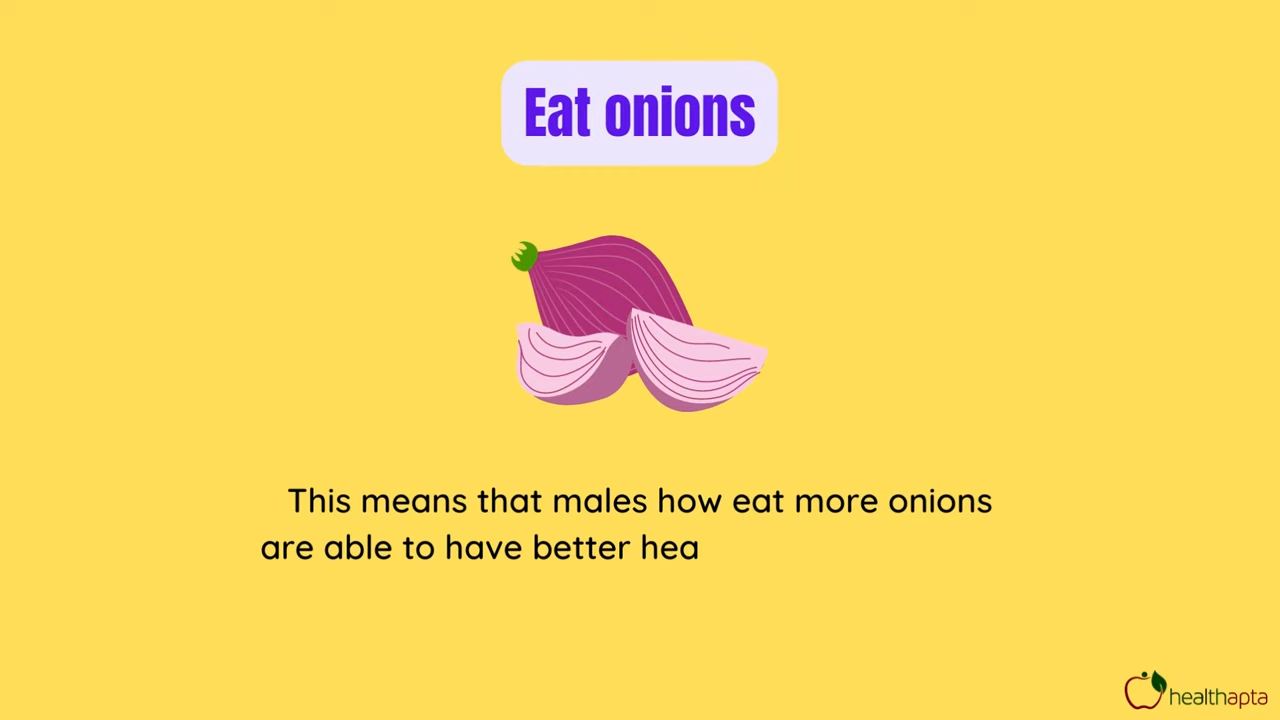 Eat onions
This means that males how eat more onions
are able to have better hea
healthapta